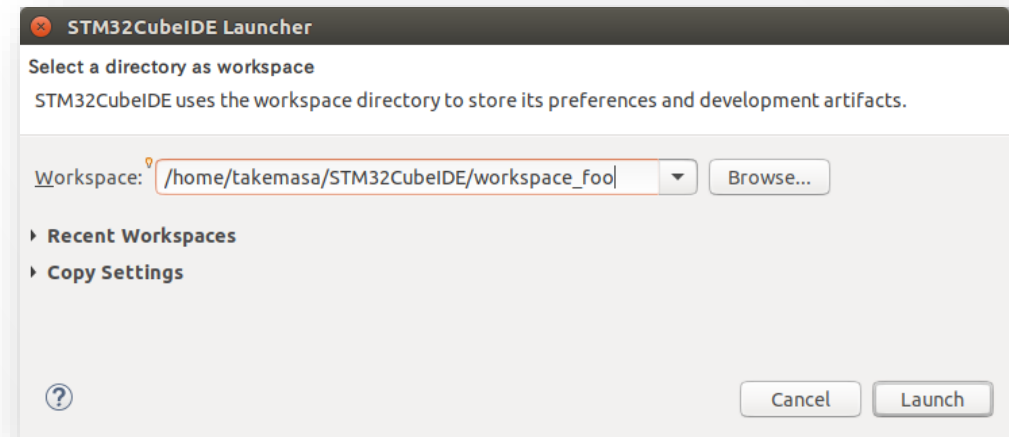 STM32CubeIDE Launcher
Select a directory as workspace
STM32CubeIDE uses the workspace directory to store its preferences and development artifacts.
Workspace: /home/takemasa/STM32CubeIDE/workspace_foo Browse...
Recent Workspaces
Copy Settings
Cancel Launch